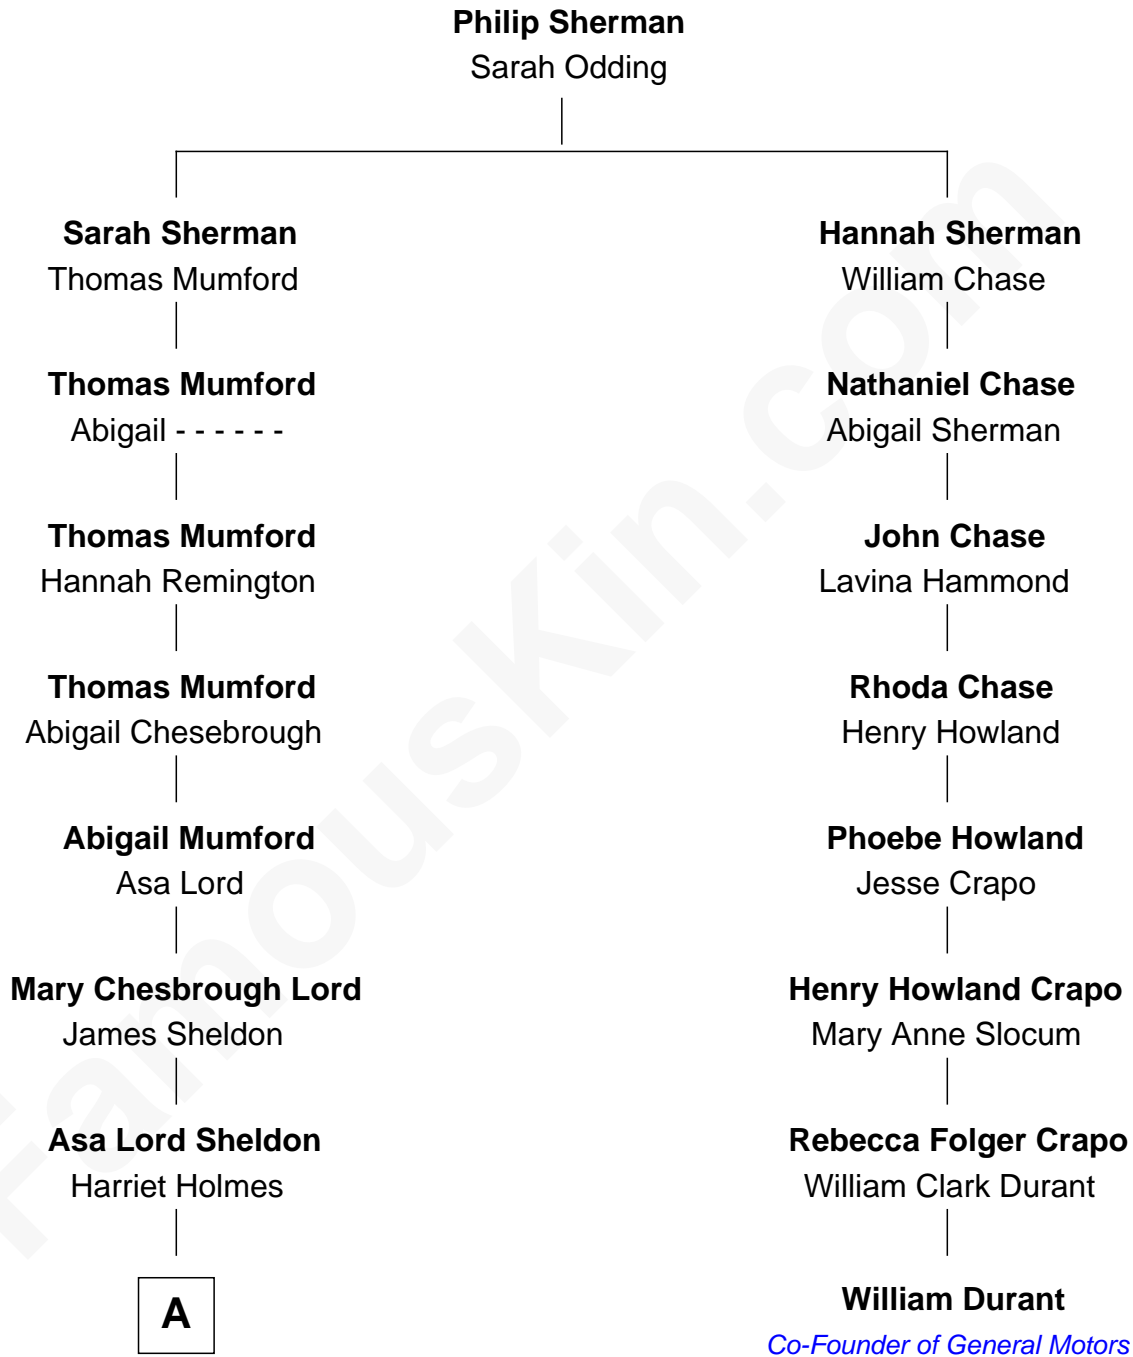 Philip Sherman
Sarah Odding
Sarah Sherman
Thomas Mumford
Hannah Sherman
William Chase
Thomas Mumford
Abigail - - - - - -
Nathaniel Chase
Abigail Sherman
Thomas Mumford
Hannah Remington
John Chase
Lavina Hammond
Thomas Mumford
Abigail Chesebrough
Rhoda Chase
Henry Howland
Abigail Mumford
Asa Lord
Phoebe Howland
Jesse Crapo
Mary Chesbrough Lord
James Sheldon
Henry Howland Crapo
Mary Anne Slocum
Asa Lord Sheldon
Harriet Holmes
Rebecca Folger Crapo
William Clark Durant
A
William Durant
Co-Founder of General Motors
FamousKin.com